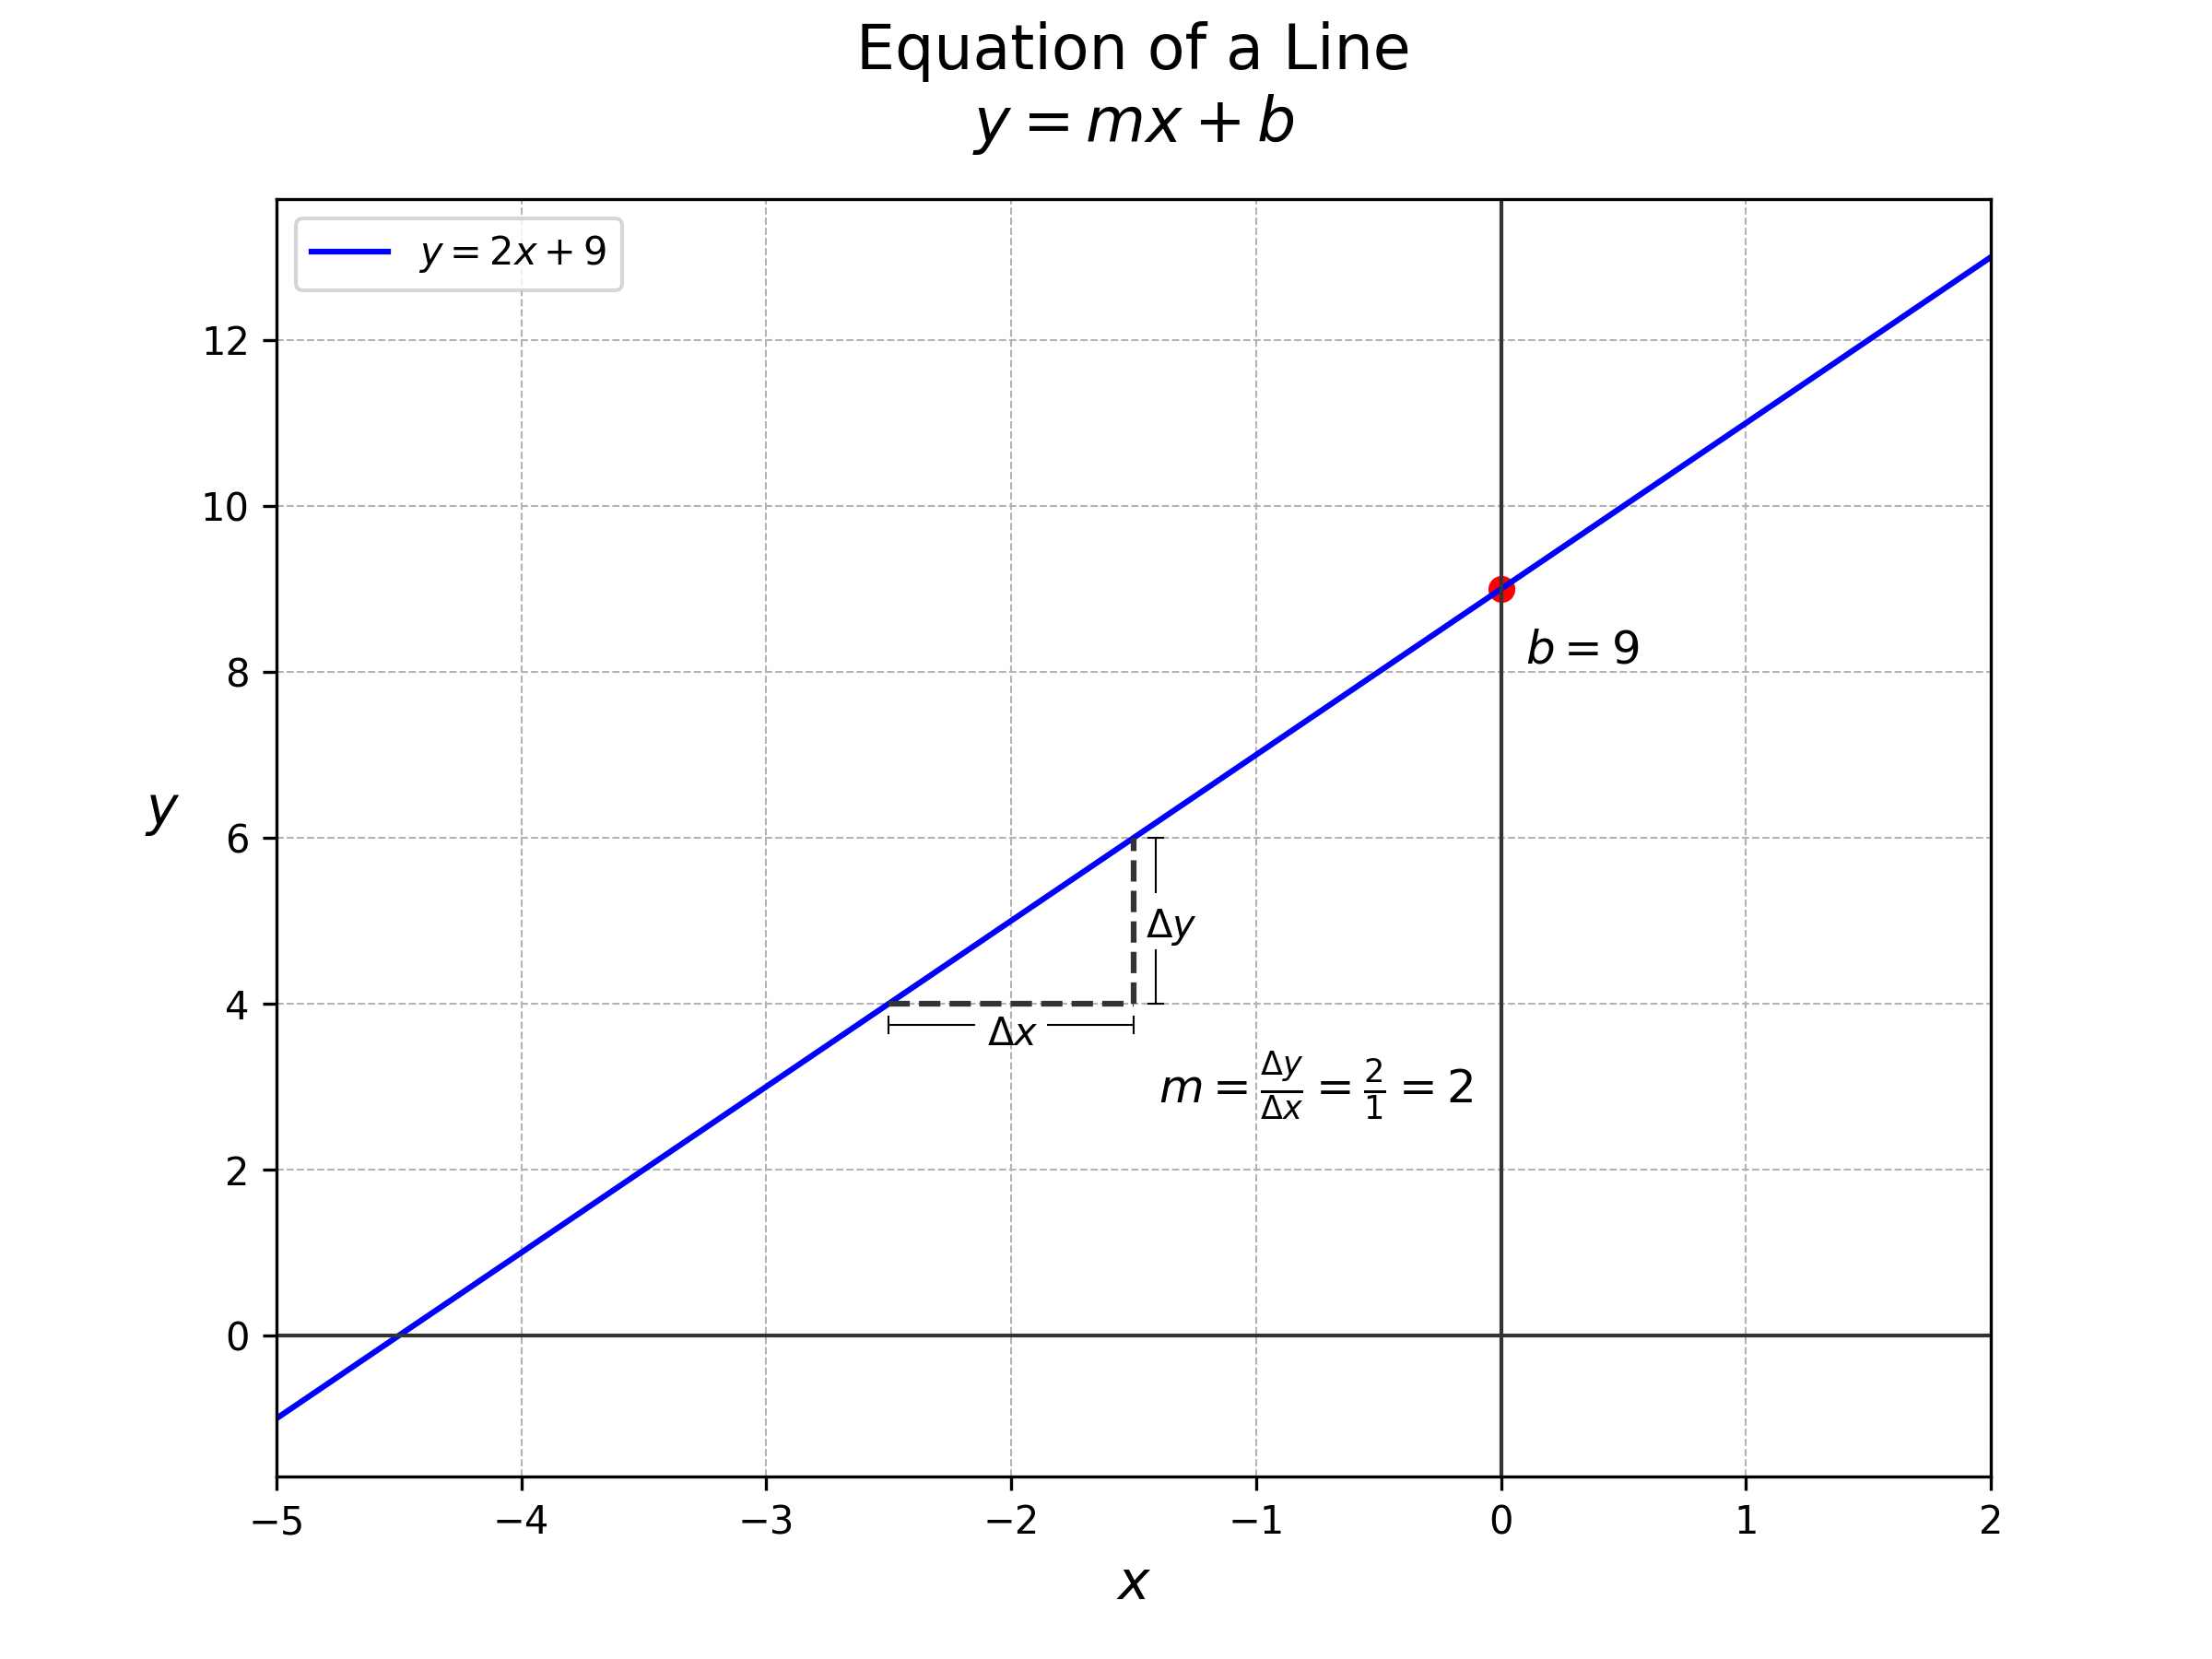 Equation of a Line
y = mx + b
y = 2x + 9
12
10
8
6
4
2
0
y
b = 9
Δy
Δx
m = Δy/Δx = 2/1 = 2
−5 −4 −3 −2 −1 0 1 2
x